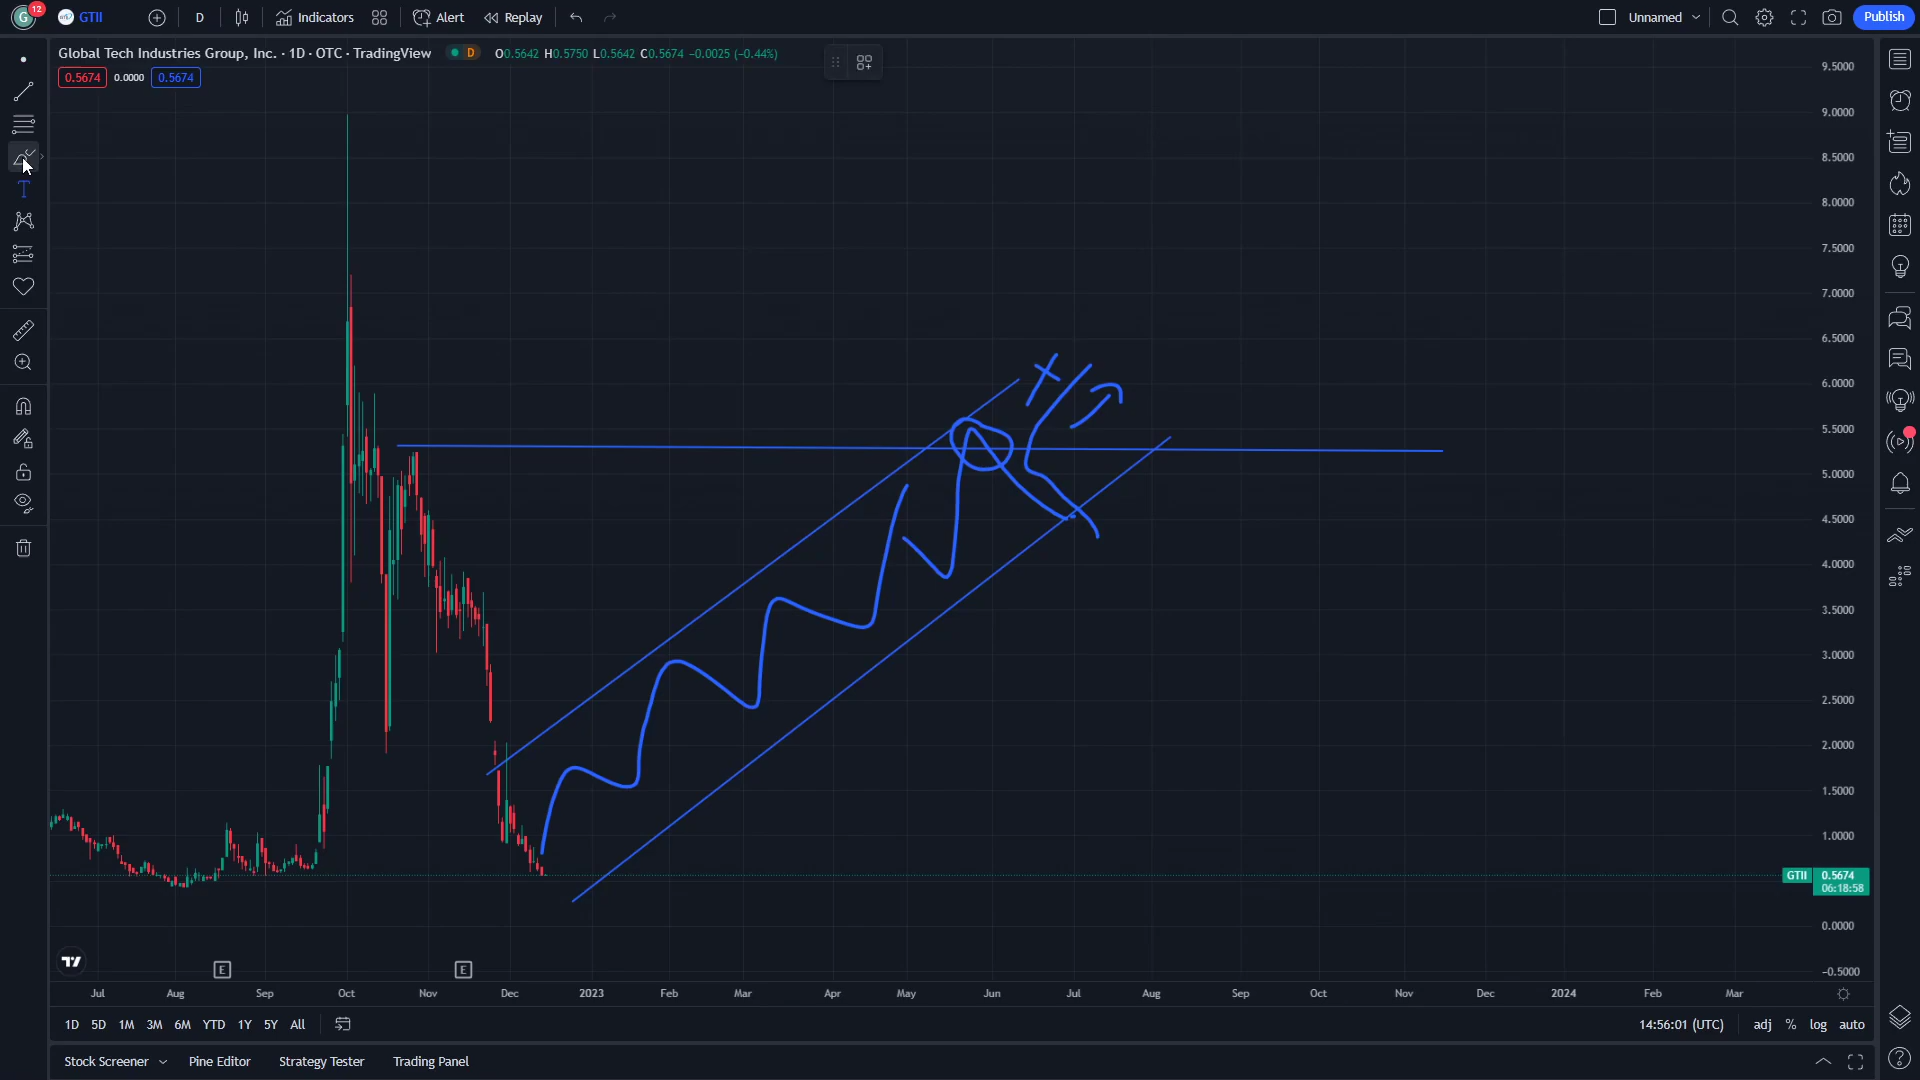 G 12 GTII D Indicators Alert Replay Unnamed Publish
Global Tech Industries Group, Inc. · 1D · OTC · TradingView D O0.5642 H0.5750 L0.5642 C0.5674 −0.0025 (−0.44%)
0.5674 0.0000 0.5674
9.5000
9.0000
8.5000
8.0000
7.5000
7.0000
6.5000
6.0000
5.5000
5.0000
4.5000
4.0000
3.5000
3.0000
2.5000
2.0000
1.5000
1.0000
GTII 0.5674
06:18:58
0.0000
−0.5000
E E
Jul Aug Sep Oct Nov Dec 2023 Feb Mar Apr May Jun Jul Aug Sep Oct Nov Dec 2024 Feb Mar
1D 5D 1M 3M 6M YTD 1Y 5Y All 14:56:01 (UTC) adj % log auto
Stock Screener Pine Editor Strategy Tester Trading Panel